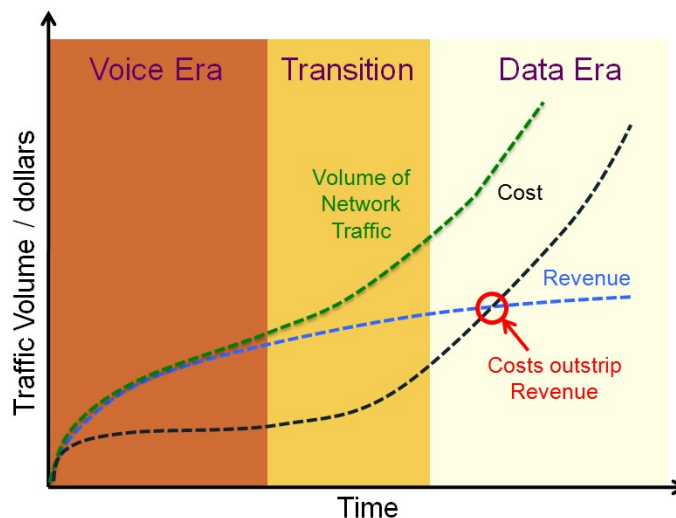 Voice Era
Transition
Data Era
Volume of
Network
Traffic
Cost
Revenue
Costs outstrip
Revenue
Traffic Volume / dollars
Time